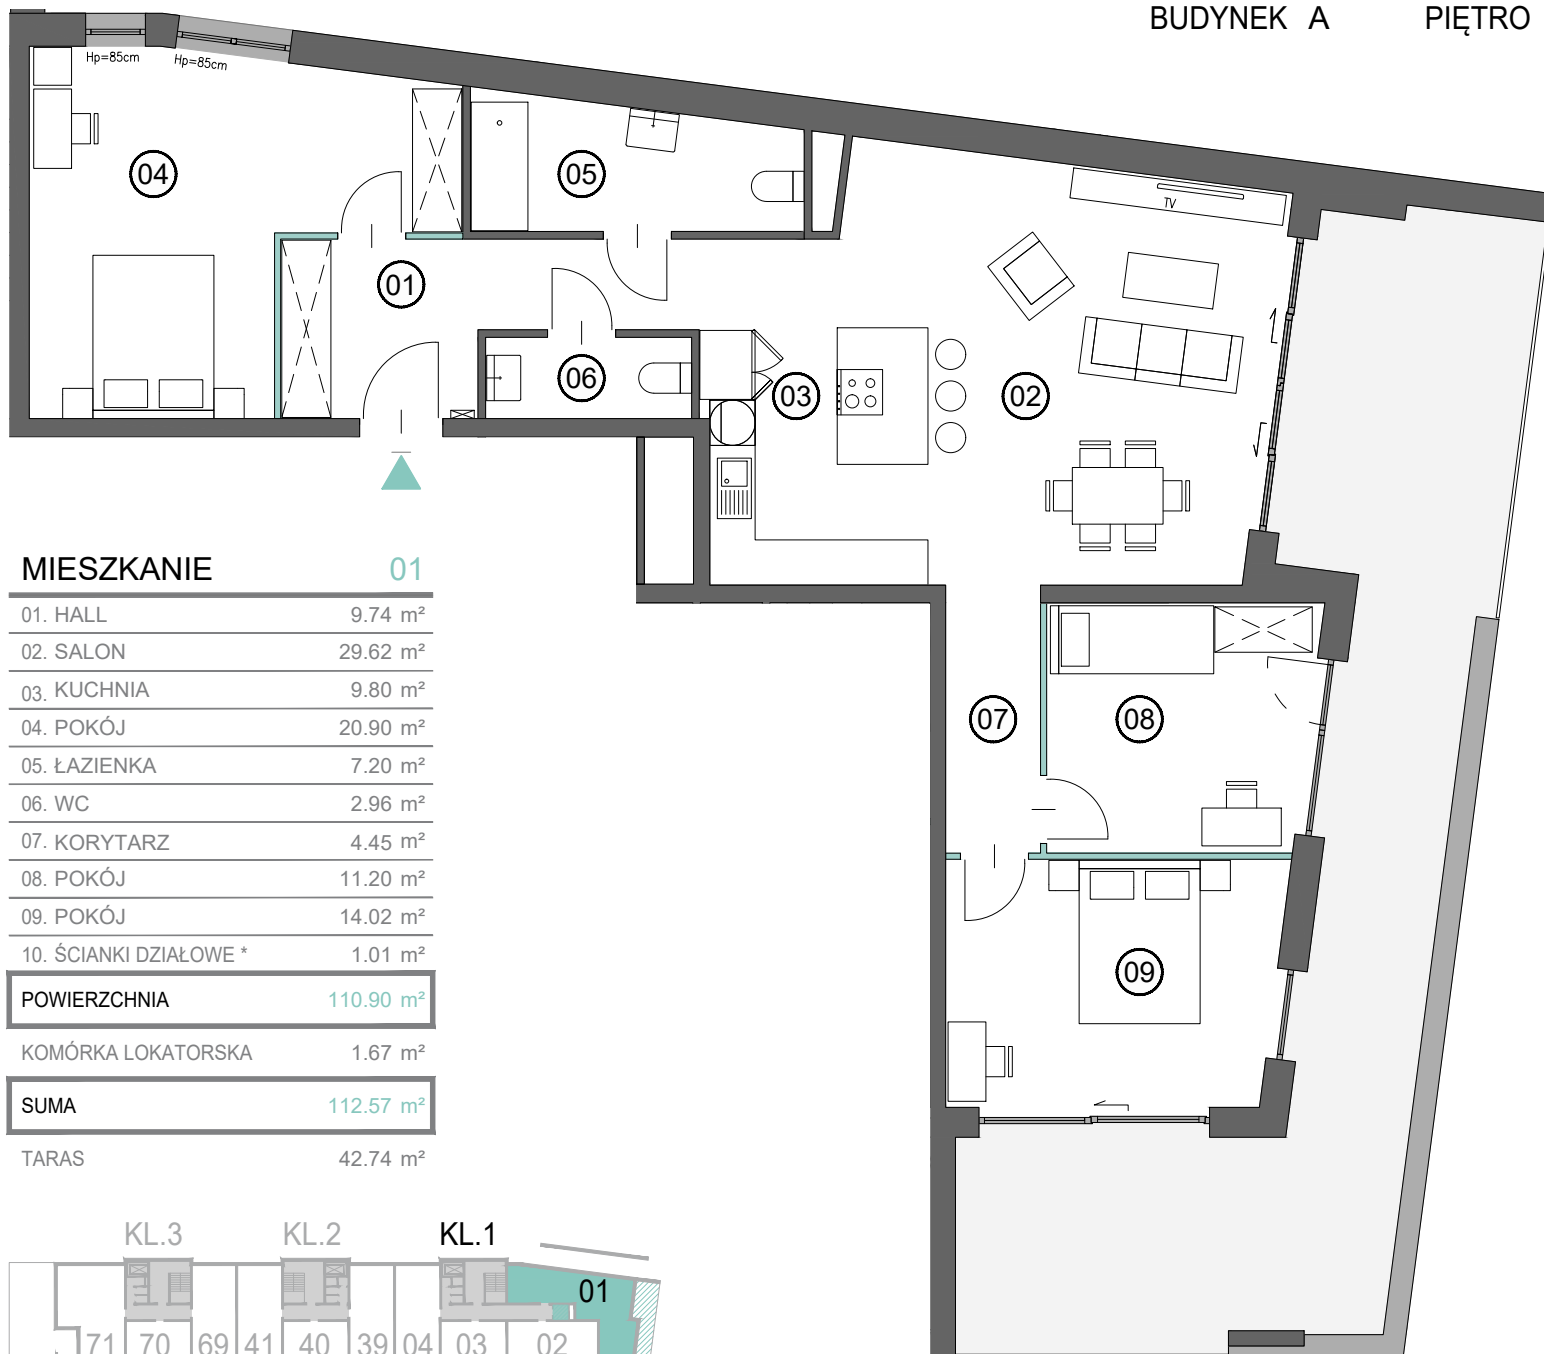 BUDYNEK A PIĘTRO
Hp=85cm
Hp=85cm
04
05
TV
01
06
03
02
MIESZKANIE 01
01. HALL 9.74 m²
02. SALON 29.62 m²
03. KUCHNIA 9.80 m²
04. POKÓJ 20.90 m²
05. ŁAZIENKA 7.20 m²
06. WC 2.96 m²
07. KORYTARZ 4.45 m²
08. POKÓJ 11.20 m²
09. POKÓJ 14.02 m²
10. ŚCIANKI DZIAŁOWE * 1.01 m²
POWIERZCHNIA 110.90 m²
KOMÓRKA LOKATORSKA 1.67 m²
SUMA 112.57 m²
TARAS 42.74 m²
07
08
09
KL.3 KL.2 KL.1
01
71 70 69 41 40 39 04 03 02